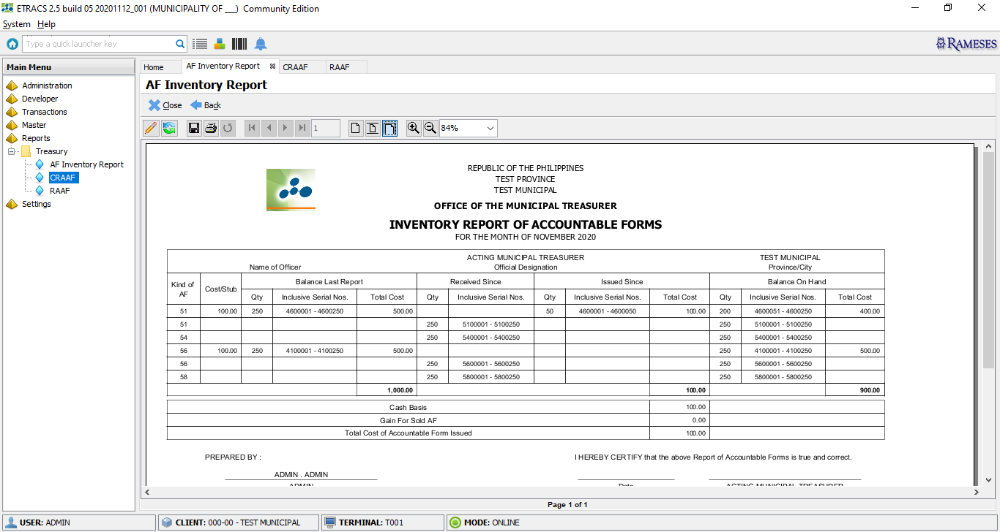 ETRACS 2.5 build 05 20201112_001 (MUNICIPALITY OF ___) Community Edition
System Help
Type a quick launcher key
RAMESES
Main Menu
Administration
Developer
Transactions
Master
Reports
Treasury
AF Inventory Report
CRAAF
RAAF
Settings
Home AF Inventory Report CRAAF RAAF
AF Inventory Report
Close Back
1 84%
REPUBLIC OF THE PHILIPPINES
TEST PROVINCE
TEST MUNICIPAL
OFFICE OF THE MUNICIPAL TREASURER
INVENTORY REPORT OF ACCOUNTABLE FORMS
FOR THE MONTH OF NOVEMBER 2020
ACTING MUNICIPAL TREASURER TEST MUNICIPAL
Name of Officer Official Designation Province/City
Kind of AF Cost/Stub Balance Last Report Received Since Issued Since Balance On Hand
Qty Inclusive Serial Nos. Total Cost Qty Inclusive Serial Nos. Qty Inclusive Serial Nos. Total Cost Qty Inclusive Serial Nos. Total Cost
51 100.00 250 4600001 - 4600250 500.00 50 4600001 - 4600050 100.00 200 4600051 - 4600250 400.00
51 250 5100001 - 5100250 250 5100001 - 5100250
54 250 5400001 - 5400250 250 5400001 - 5400250
56 100.00 250 4100001 - 4100250 500.00 250 4100001 - 4100250 500.00
56 250 5600001 - 5600250 250 5600001 - 5600250
58 250 5800001 - 5800250 250 5800001 - 5800250
1,000.00 100.00 900.00
Cash Basis 100.00
Gain For Sold AF 0.00
Total Cost of Accountable Form Issued 100.00
PREPARED BY : I HEREBY CERTIFY that the above Report of Accountable Forms is true and correct.
ADMIN . ADMIN
ADMIN Date ACTING MUNICIPAL TREASURER
Page 1 of 1
USER: ADMIN CLIENT: 000-00 - TEST MUNICIPAL TERMINAL: T001 MODE: ONLINE